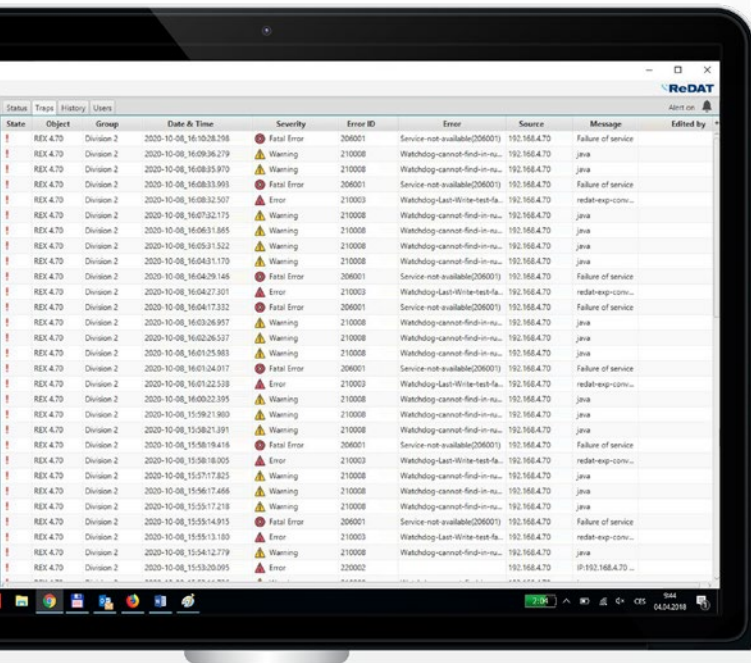 ReDAT
Status Traps History Users Alert on
State Object Group Date & Time Severity Error ID Error Source Message Edited by
! REX 4.70 Division 2 2020-10-08_16:10:28.298 Fatal Error 206001 Service-not-available(206001) 192.168.4.70 Failure of service
! REX 4.70 Division 2 2020-10-08_16:09:36.279 Warning 210008 Watchdog-cannot-find-in-ru... 192.168.4.70 java
! REX 4.70 Division 2 2020-10-08_16:08:35.970 Warning 210008 Watchdog-cannot-find-in-ru... 192.168.4.70 java
! REX 4.70 Division 2 2020-10-08_16:08:33.993 Fatal Error 206001 Service-not-available(206001) 192.168.4.70 Failure of service
! REX 4.70 Division 2 2020-10-08_16:08:32.507 Error 210003 Watchdog-Last-Write-test-fa... 192.168.4.70 redat-exp-conv...
! REX 4.70 Division 2 2020-10-08_16:07:32.175 Warning 210008 Watchdog-cannot-find-in-ru... 192.168.4.70 java
! REX 4.70 Division 2 2020-10-08_16:06:31.865 Warning 210008 Watchdog-cannot-find-in-ru... 192.168.4.70 java
! REX 4.70 Division 2 2020-10-08_16:05:31.522 Warning 210008 Watchdog-cannot-find-in-ru... 192.168.4.70 java
! REX 4.70 Division 2 2020-10-08_16:04:31.170 Warning 210008 Watchdog-cannot-find-in-ru... 192.168.4.70 java
! REX 4.70 Division 2 2020-10-08_16:04:29.146 Fatal Error 206001 Service-not-available(206001) 192.168.4.70 Failure of service
! REX 4.70 Division 2 2020-10-08_16:04:27.301 Error 210003 Watchdog-Last-Write-test-fa... 192.168.4.70 redat-exp-conv...
! REX 4.70 Division 2 2020-10-08_16:04:17.332 Fatal Error 206001 Service-not-available(206001) 192.168.4.70 Failure of service
! REX 4.70 Division 2 2020-10-08_16:03:26.957 Warning 210008 Watchdog-cannot-find-in-ru... 192.168.4.70 java
! REX 4.70 Division 2 2020-10-08_16:02:26.537 Warning 210008 Watchdog-cannot-find-in-ru... 192.168.4.70 java
! REX 4.70 Division 2 2020-10-08_16:01:25.983 Warning 210008 Watchdog-cannot-find-in-ru... 192.168.4.70 java
! REX 4.70 Division 2 2020-10-08_16:01:24.017 Fatal Error 206001 Service-not-available(206001) 192.168.4.70 Failure of service
! REX 4.70 Division 2 2020-10-08_16:01:22.538 Error 210003 Watchdog-Last-Write-test-fa... 192.168.4.70 redat-exp-conv...
! REX 4.70 Division 2 2020-10-08_16:00:22.395 Warning 210008 Watchdog-cannot-find-in-ru... 192.168.4.70 java
! REX 4.70 Division 2 2020-10-08_15:59:21.980 Warning 210008 Watchdog-cannot-find-in-ru... 192.168.4.70 java
! REX 4.70 Division 2 2020-10-08_15:58:21.391 Warning 210008 Watchdog-cannot-find-in-ru... 192.168.4.70 java
! REX 4.70 Division 2 2020-10-08_15:58:19.416 Fatal Error 206001 Service-not-available(206001) 192.168.4.70 Failure of service
! REX 4.70 Division 2 2020-10-08_15:58:18.005 Error 210003 Watchdog-Last-Write-test-fa... 192.168.4.70 redat-exp-conv...
! REX 4.70 Division 2 2020-10-08_15:57:17.825 Warning 210008 Watchdog-cannot-find-in-ru... 192.168.4.70 java
! REX 4.70 Division 2 2020-10-08_15:56:17.466 Warning 210008 Watchdog-cannot-find-in-ru... 192.168.4.70 java
! REX 4.70 Division 2 2020-10-08_15:55:17.218 Warning 210008 Watchdog-cannot-find-in-ru... 192.168.4.70 java
! REX 4.70 Division 2 2020-10-08_15:55:14.915 Fatal Error 206001 Service-not-available(206001) 192.168.4.70 Failure of service
! REX 4.70 Division 2 2020-10-08_15:55:13.180 Error 210003 Watchdog-Last-Write-test-fa... 192.168.4.70 redat-exp-conv...
! REX 4.70 Division 2 2020-10-08_15:54:12.779 Warning 210008 Watchdog-cannot-find-in-ru... 192.168.4.70 java
! REX 4.70 Division 2 2020-10-08_15:53:20.095 Error 220002 192.168.4.70 IP:192.168.4.70 ...
2:04 CES 9:44
04.04.2018